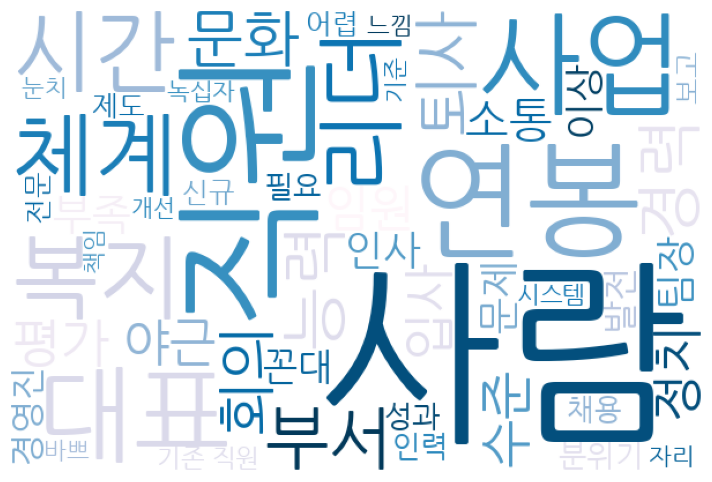 시간
문화
리더
어렵
느낌
퇴사
사업
눈치
녹십자
기준
보고
제도
직원
소통
이상
체계
전문
신규
필요
연봉
경력
부족
개선
임원
책임
복지
능력
인사
입사
문제
시스템
발전
팀장
평가
야근
회의
꼰대
사람
정치
경영진
대표
부서
성과
수준
채용
바쁘
기존 직원
인력
분위기
자리